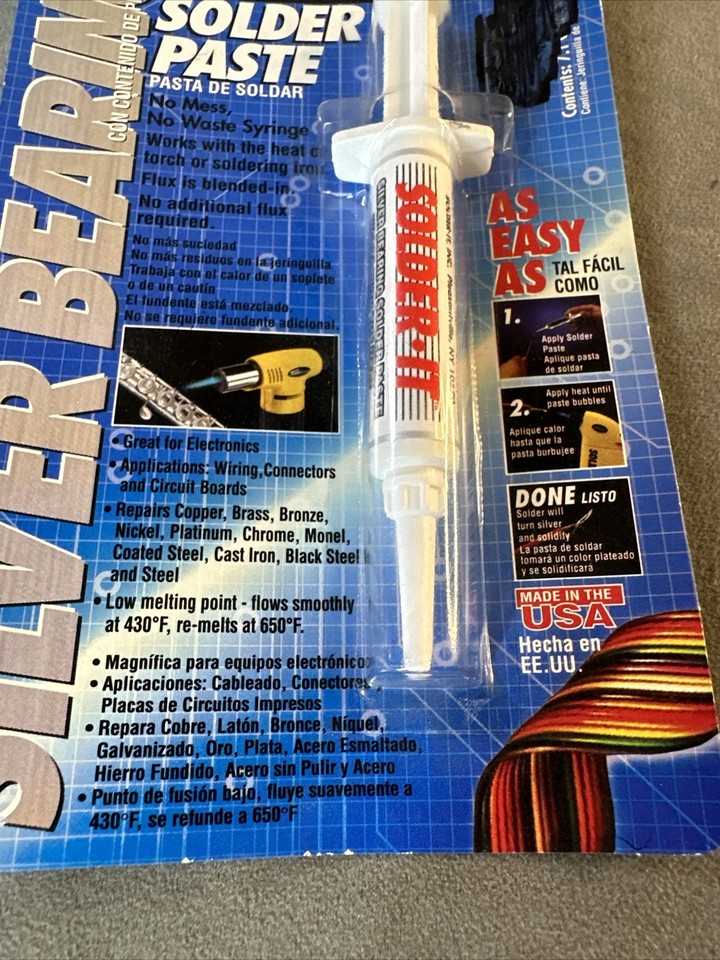 SILVER BEARING
CON CONTENIDO DE
SOLDER
PASTE
PASTA DE SOLDAR
No Mess,
No Waste Syringe
Works with the heat
torch or soldering iron
Flux is blended-in
No additional flux
required.
No más suciedad
No más residuos en la jeringuilla
Trabaja con el calor de un soplete
o de un cautín
El fundente está mezclado.
No se requiere fundente adicional.
• Great for Electronics
• Applications: Wiring, Connectors
and Circuit Boards
• Repairs Copper, Brass, Bronze,
Nickel, Platinum, Chrome, Monel,
Coated Steel, Cast Iron, Black Steel
and Steel
• Low melting point - flows smoothly
at 430°F, re-melts at 650°F.
• Magnífica para equipos electrónicos
• Aplicaciones: Cableado, Conectores,
Placas de Circuitos Impresos
• Repara Cobre, Latón, Bronce, Níquel,
Galvanizado, Oro, Plata, Acero Esmaltado,
Hierro Fundido, Acero sin Pulir y Acero
• Punto de fusión bajo, fluye suavemente a
430°F, se refunde a 650°F
SOLDER-IT
SILVER BEARING SOLDER PASTE
SOLDER-IT, INC. Pleasantville, NY
Contents:
Contiene: Jeringuilla de
AS
EASY
AS
TAL FÁCIL
COMO
1.
Apply Solder
Paste
Aplique pasta
de soldar
2.
Apply heat until
paste bubbles
Aplique calor
hasta que la
pasta burbujee
DONE LISTO
Solder will
turn silver
and solidify
La pasta de soldar
tomará un color plateado
y se solidificará
MADE IN THE
USA
Hecha en
EE.UU.